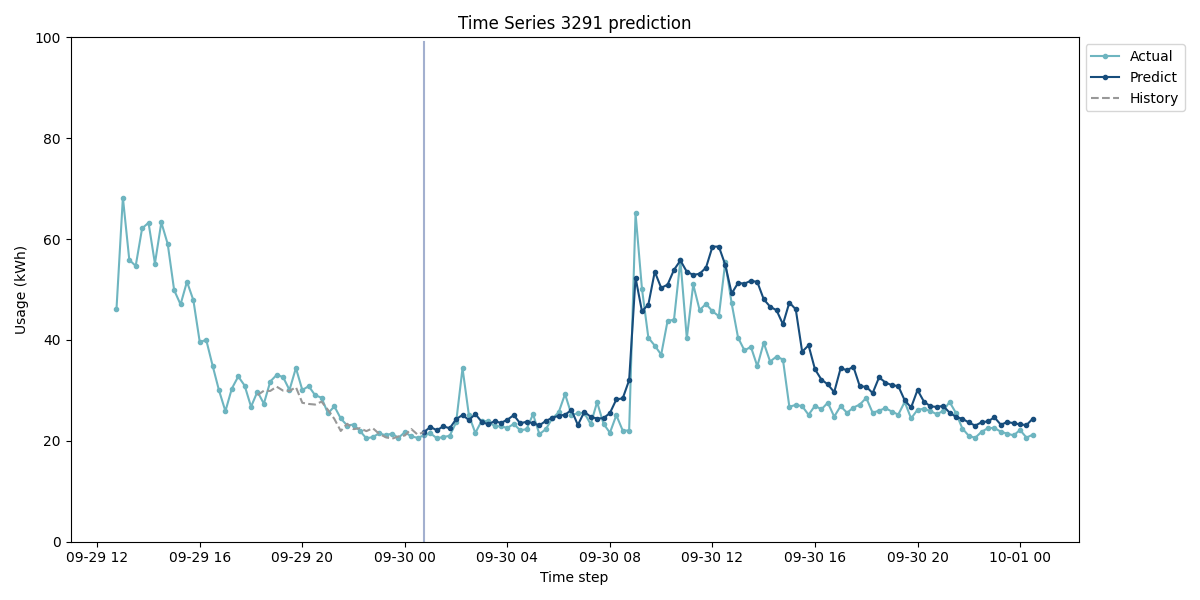 Time Series 3291 prediction
100
80
60
40
20
0
Usage (kWh)
09-29 12
09-29 16
09-29 20
09-30 00
09-30 04
09-30 08
09-30 12
09-30 16
09-30 20
10-01 00
Time step
Actual
Predict
History